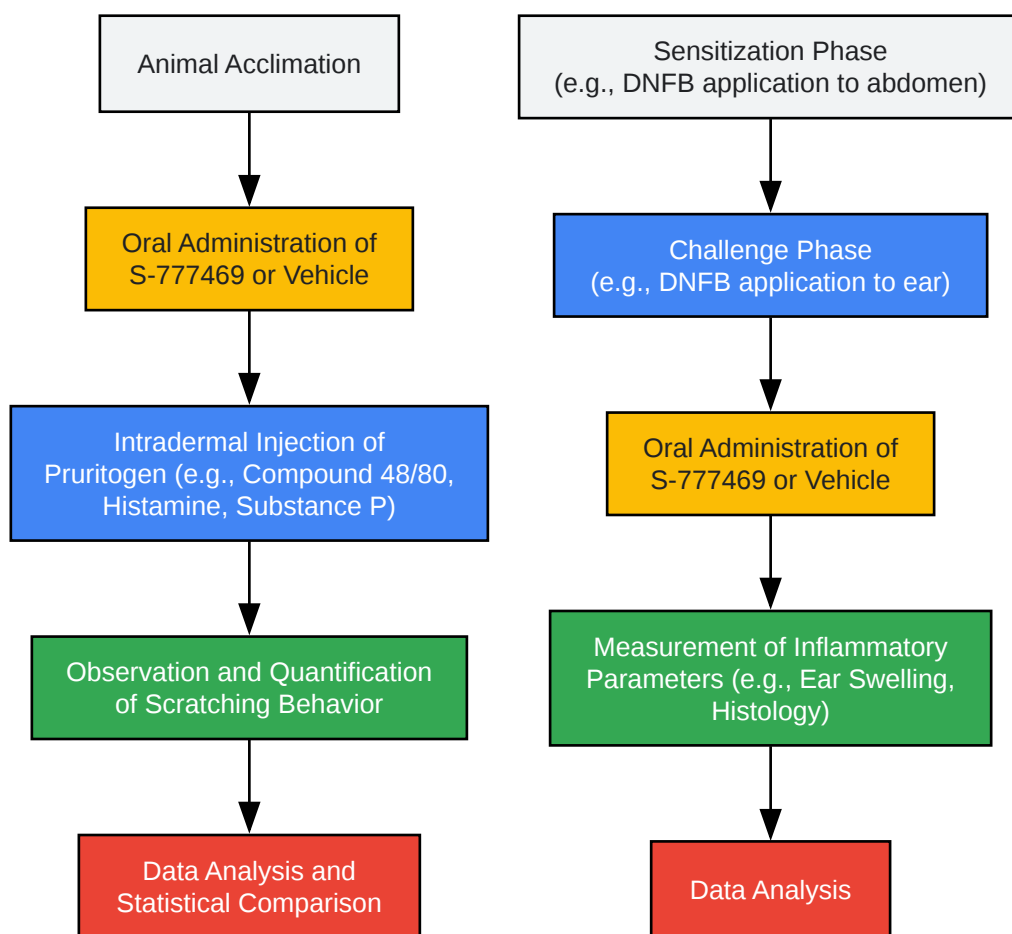 Animal Acclimation
Oral Administration of
S-777469 or Vehicle
Intradermal Injection of
Pruritogen (e.g., Compound 48/80,
Histamine, Substance P)
Observation and Quantification
of Scratching Behavior
Data Analysis and
Statistical Comparison
Sensitization Phase
(e.g., DNFB application to abdomen)
Challenge Phase
(e.g., DNFB application to ear)
Oral Administration of
S-777469 or Vehicle
Measurement of Inflammatory
Parameters (e.g., Ear Swelling,
Histology)
Data Analysis